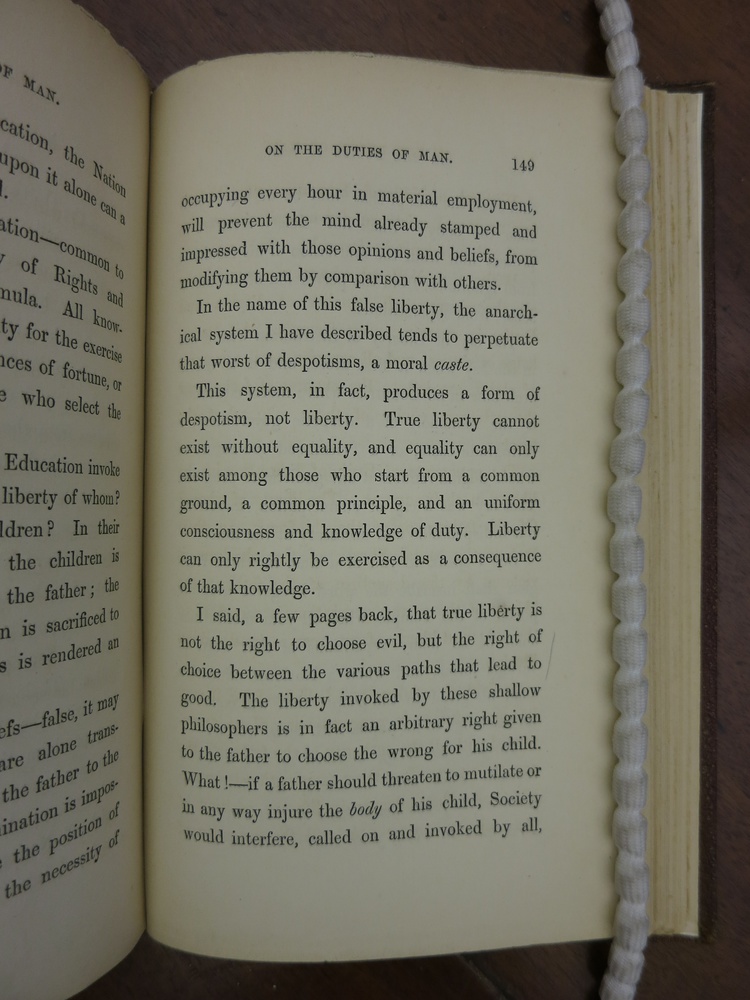 OF MAN.
cation, the Nation
upon it alone can a
ation—common to
of Rights and
mula. All know-
ty for the exercise
nces of fortune, or
who select the
Education invoke
liberty of whom?
ldren? In their
the children is
the father; the
n is sacrificed to
s is rendered an
efs—false, it may
are alone trans-
the father to the
ination is impos-
the position of
the necessity of
ON THE DUTIES OF MAN. 149
occupying every hour in material employment,
will prevent the mind already stamped and
impressed with those opinions and beliefs, from
modifying them by comparison with others.
In the name of this false liberty, the anarch-
ical system I have described tends to perpetuate
that worst of despotisms, a moral caste.
This system, in fact, produces a form of
despotism, not liberty. True liberty cannot
exist without equality, and equality can only
exist among those who start from a common
ground, a common principle, and an uniform
consciousness and knowledge of duty. Liberty
can only rightly be exercised as a consequence
of that knowledge.
I said, a few pages back, that true liberty is
not the right to choose evil, but the right of
choice between the various paths that lead to
good. The liberty invoked by these shallow
philosophers is in fact an arbitrary right given
to the father to choose the wrong for his child.
What!—if a father should threaten to mutilate or
in any way injure the body of his child, Society
would interfere, called on and invoked by all,